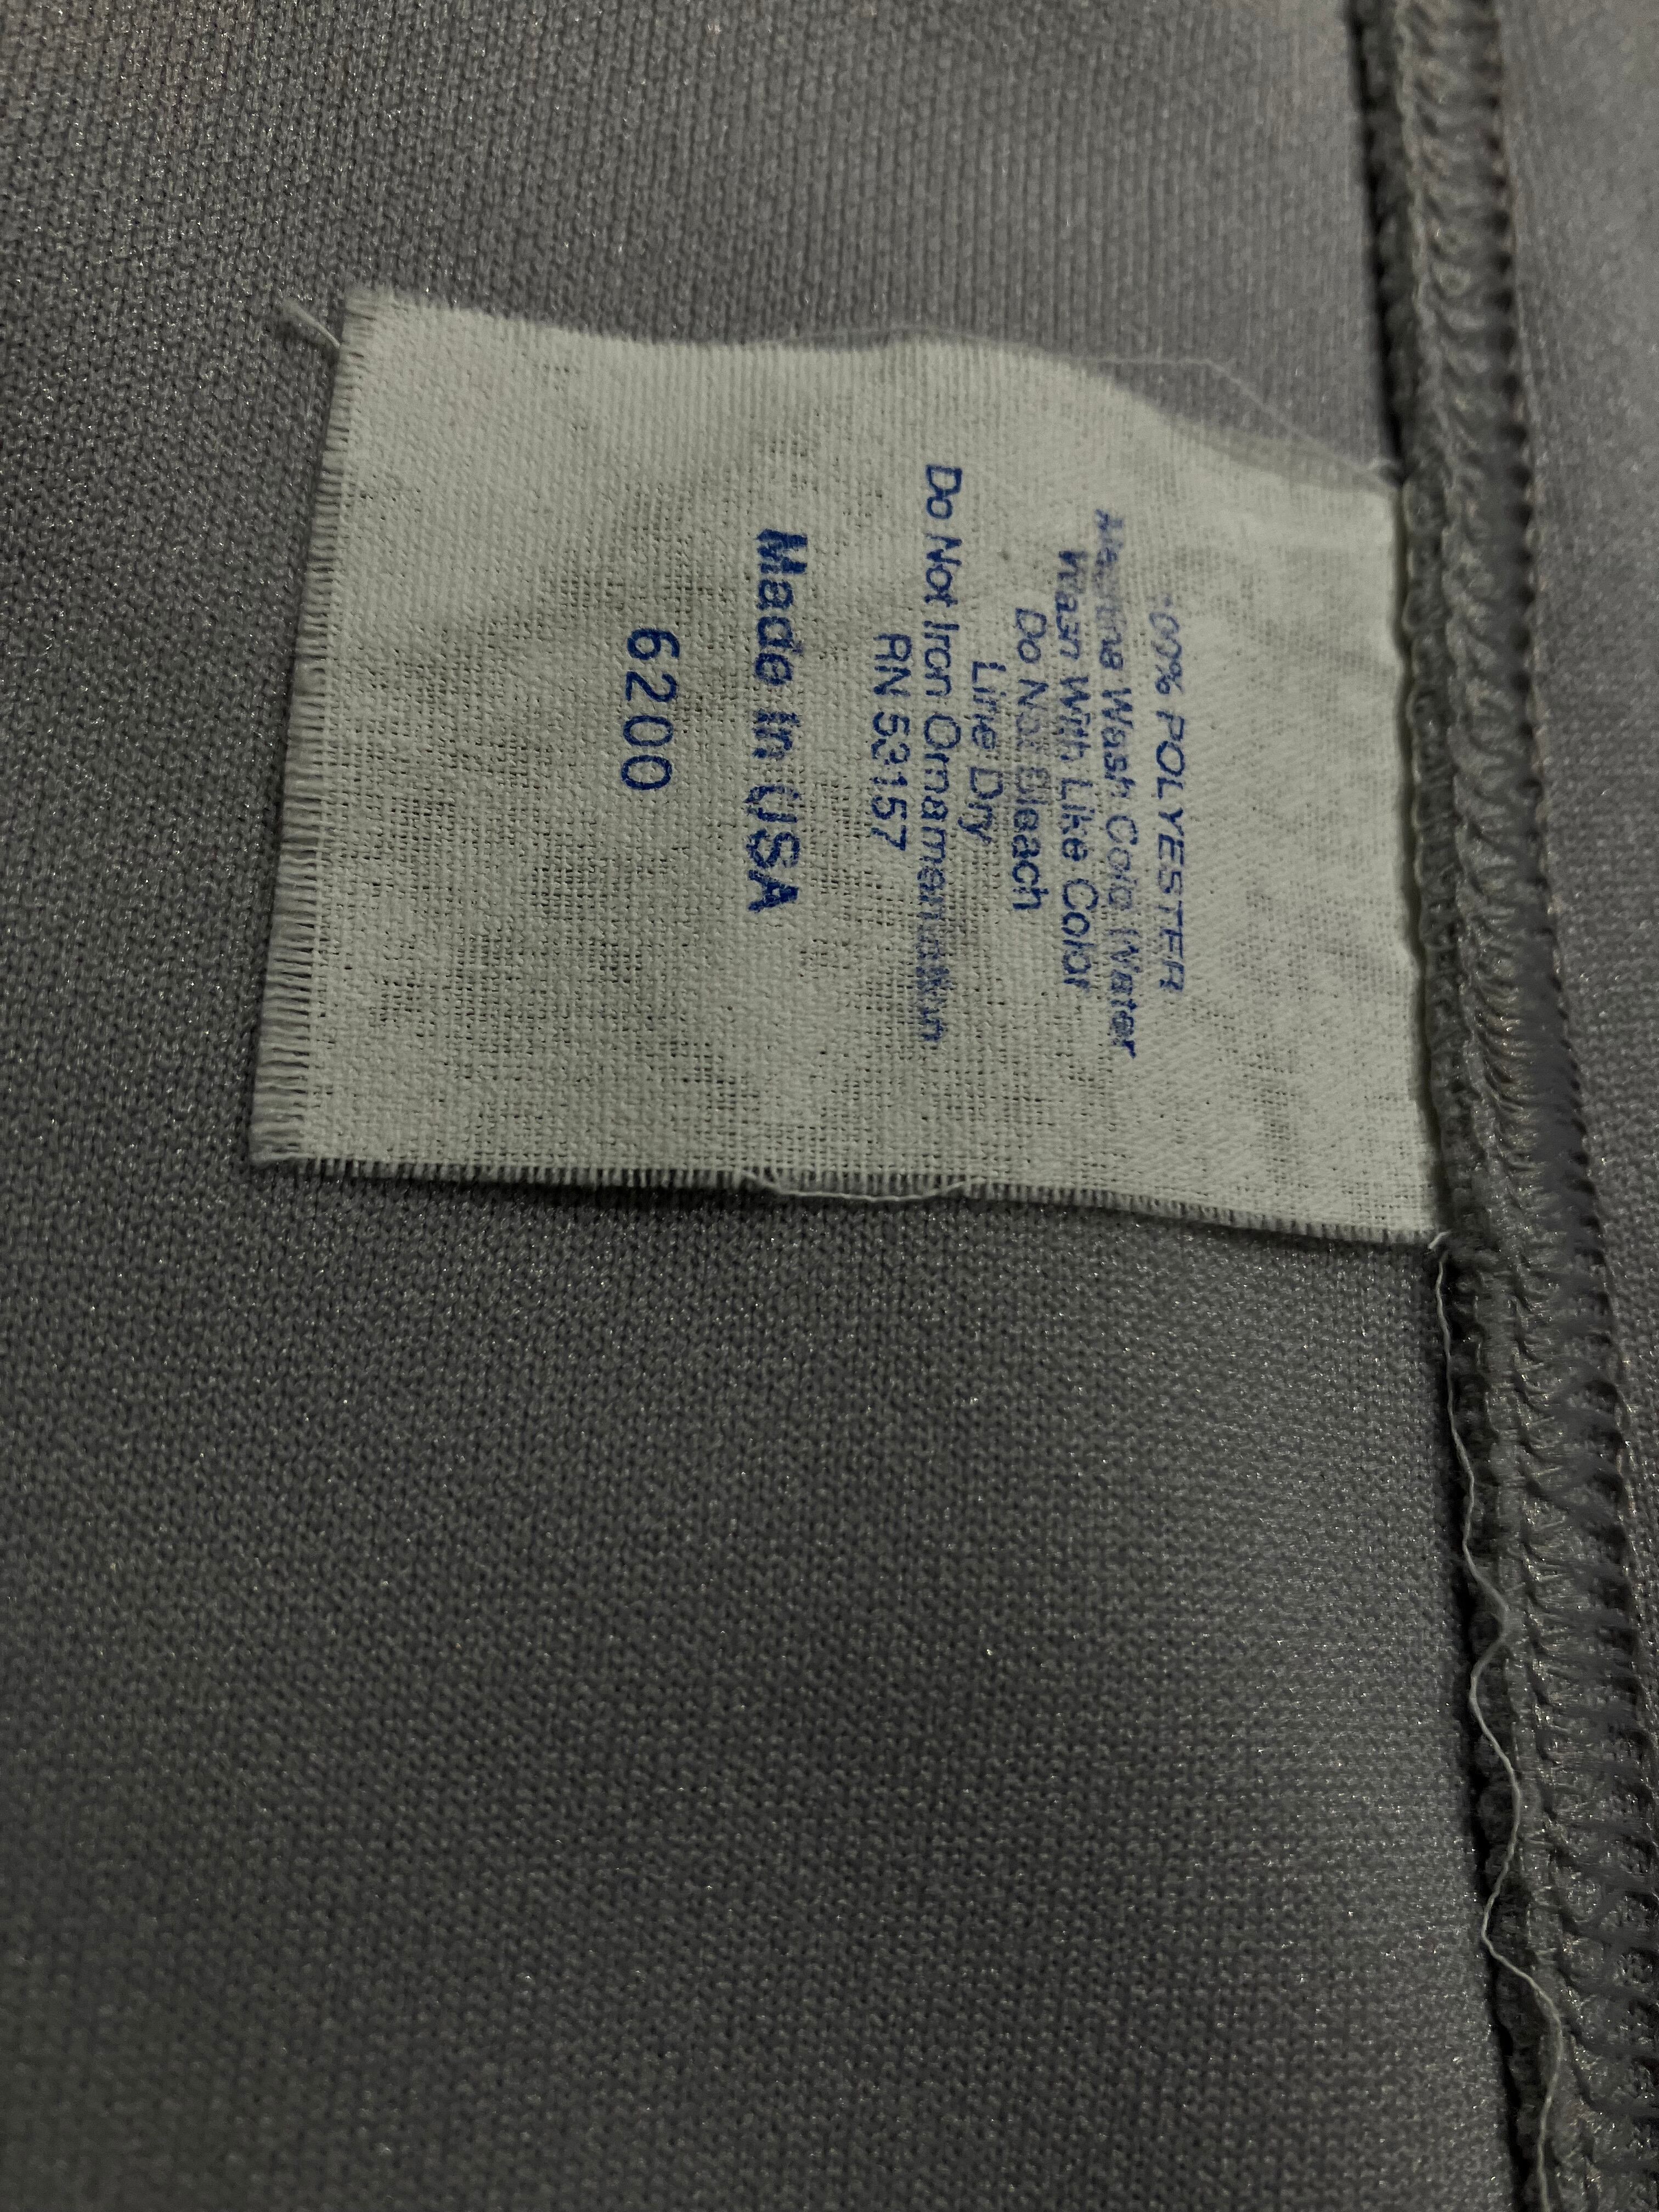 100% POLYESTER
Machine Wash Cold Water
Wash With Like Color
Do Not Bleach
Line Dry
Do Not Iron Ornamentation
RN 53157
Made In USA
6200